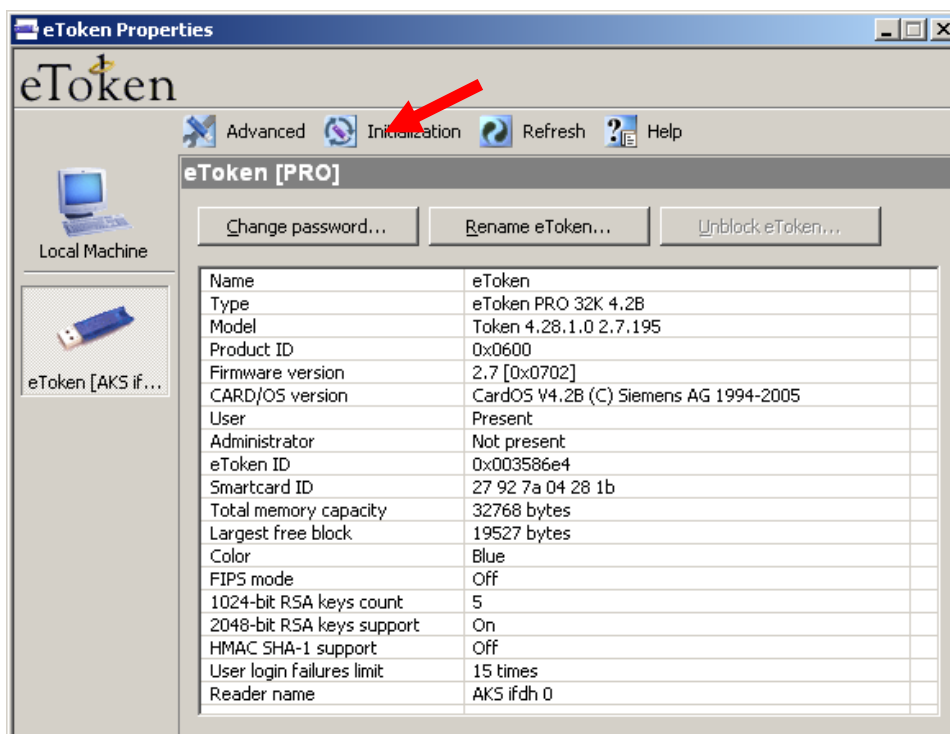 eToken Properties
eToken
Advanced Initialization Refresh Help
eToken [PRO]
Change password... Rename eToken... Unblock eToken...
Local Machine
eToken [AKS if...
Name eToken
Type eToken PRO 32K 4.2B
Model Token 4.28.1.0 2.7.195
Product ID 0x0600
Firmware version 2.7 [0x0702]
CARD/OS version CardOS V4.2B (C) Siemens AG 1994-2005
User Present
Administrator Not present
eToken ID 0x003586e4
Smartcard ID 27 92 7a 04 28 1b
Total memory capacity 32768 bytes
Largest free block 19527 bytes
Color Blue
FIPS mode Off
1024-bit RSA keys count 5
2048-bit RSA keys support On
HMAC SHA-1 support Off
User login failures limit 15 times
Reader name AKS ifdh 0